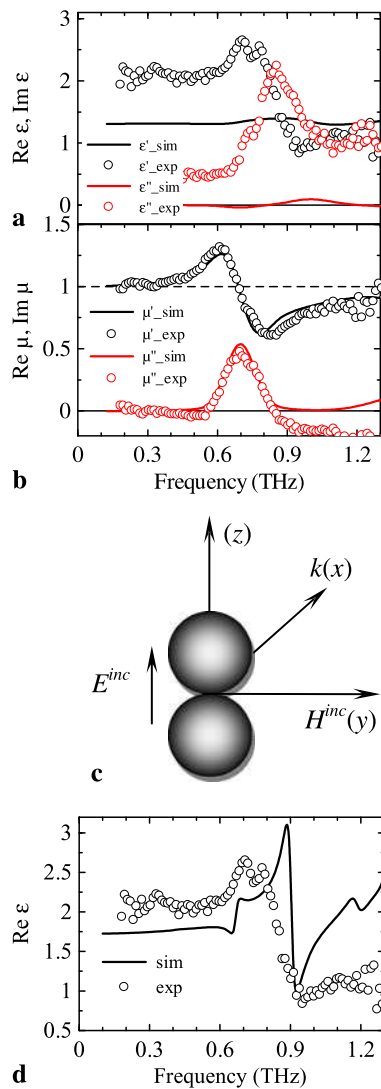 3
2
1
0
Re ε, Im ε
ε'_sim
ε'_exp
ε''_sim
ε''_exp
a
1.5
1
0.5
0
Re μ, Im μ
μ'_sim
μ'_exp
μ''_sim
μ''_exp
0 0.3 0.6 0.9 1.2
b Frequency (THz)
(z)
k(x)
E^inc
H^inc(y)
c
3
2.5
2
1.5
1
0.5
Re ε
sim
exp
0 0.3 0.6 0.9 1.2
d Frequency (THz)